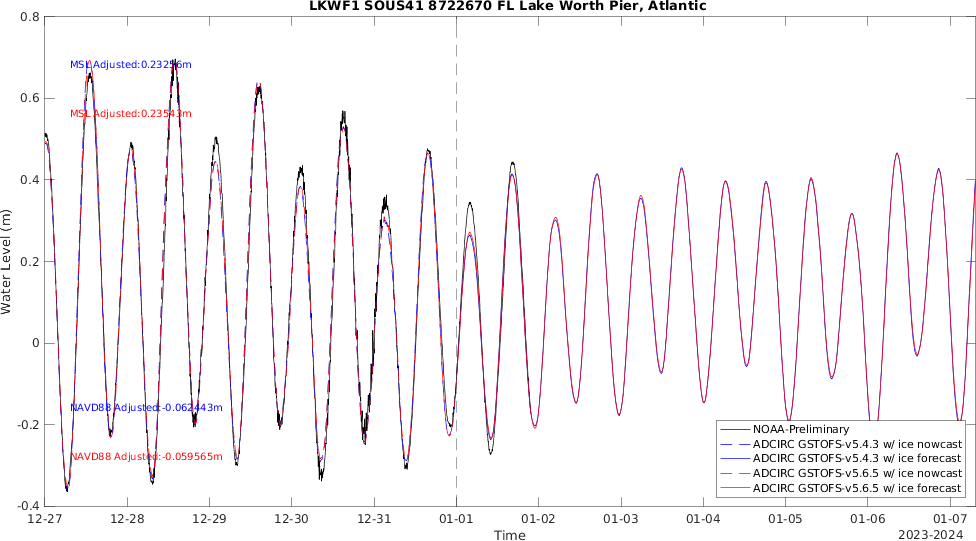 LKWF1 SOUS41 8722670 FL Lake Worth Pier, Atlantic
0.8
0.6
0.4
0.2
0
-0.2
-0.4
Water Level (m)
MSL Adjusted:0.23256m
MSL Adjusted:0.23543m
NAVD88 Adjusted:-0.062443m
NAVD88 Adjusted:-0.059565m
NOAA-Preliminary
ADCIRC GSTOFS-v5.4.3 w/ ice nowcast
ADCIRC GSTOFS-v5.4.3 w/ ice forecast
ADCIRC GSTOFS-v5.6.5 w/ ice nowcast
ADCIRC GSTOFS-v5.6.5 w/ ice forecast
12-27 12-28 12-29 12-30 12-31 01-01 01-02 01-03 01-04 01-05 01-06 01-07
Time
2023-2024